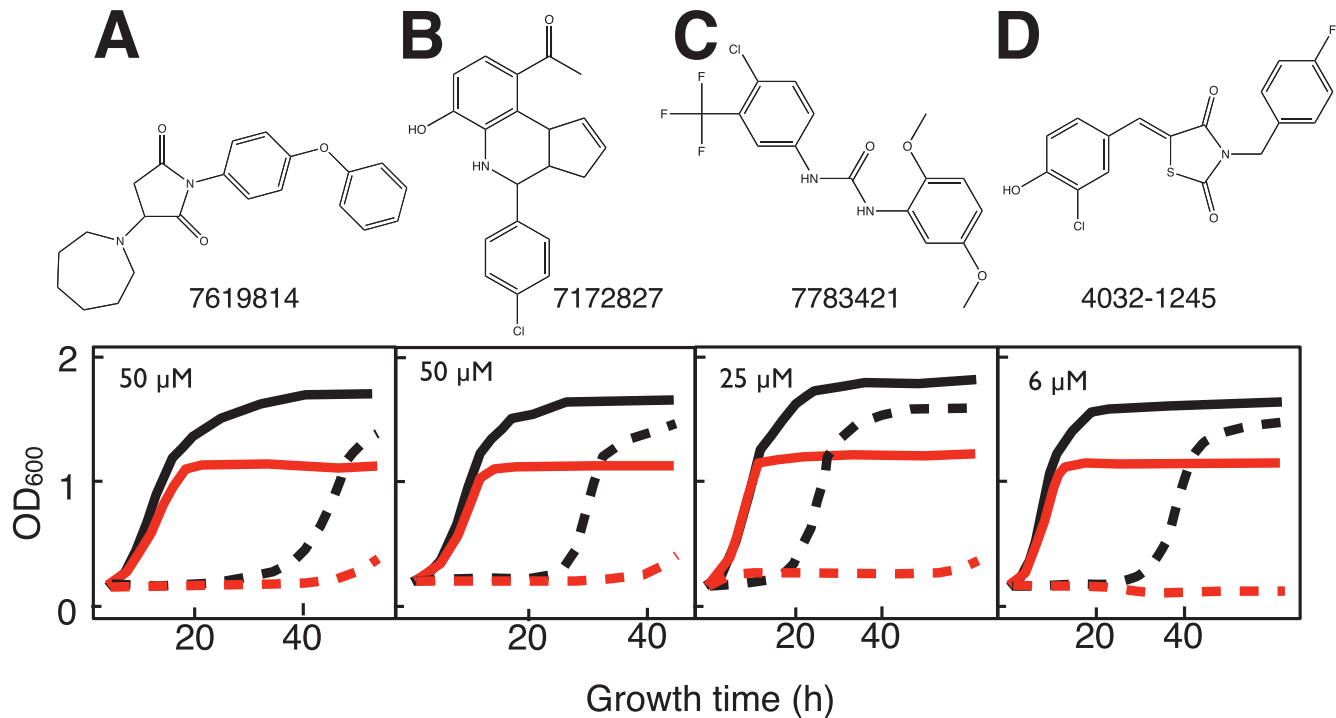 A B C D
O
HO
HN
Cl
O
N
O
O
N
7619814
7172827
Cl
F
F
F
NH
O
HN
O
O
7783421
F
O
N
S
O
HO
Cl
4032-1245
50 µM
50 µM
25 µM
6 µM
2
1
0
OD600
20 40
20 40
20 40
20 40
Growth time (h)